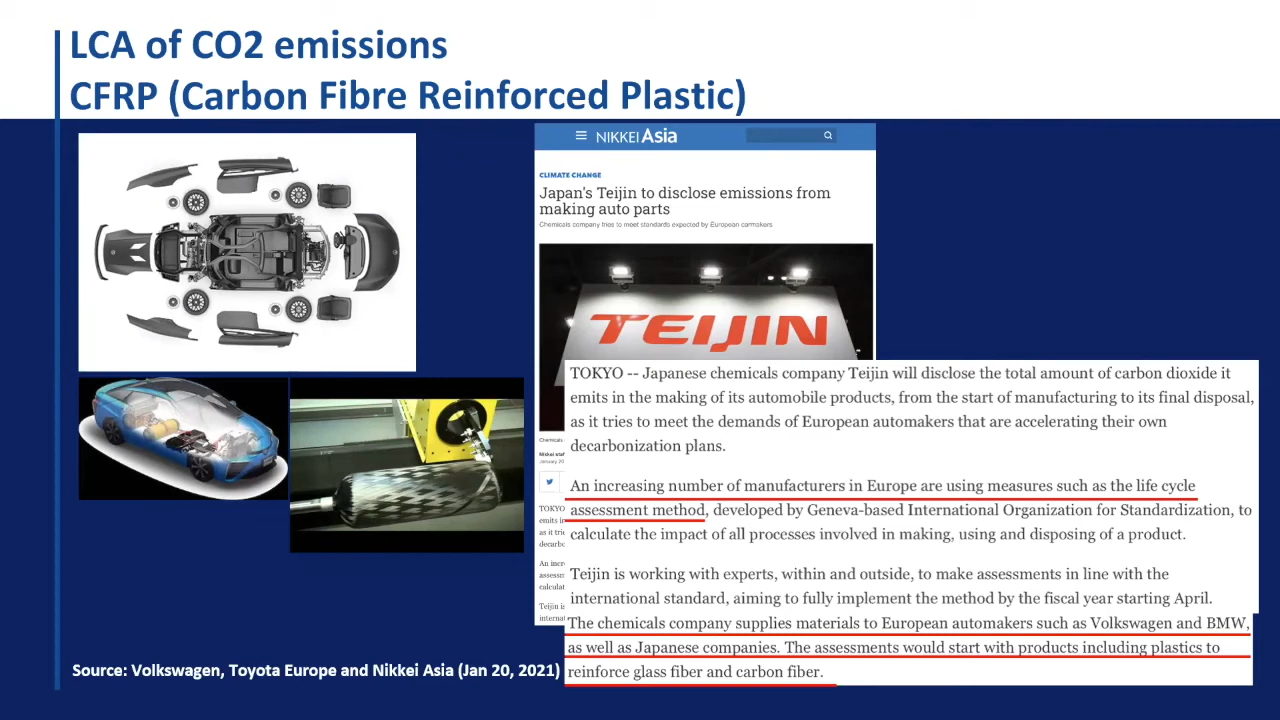 LCA of CO2 emissions
CFRP (Carbon Fibre Reinforced Plastic)
NIKKEI Asia
CLIMATE CHANGE
Japan's Teijin to disclose emissions from
making auto parts
Chemicals company tries to meet standards expected by European carmakers
TEIJIN
TOKYO -- Japanese chemicals company Teijin will disclose the total amount of carbon dioxide it
emits in the making of its automobile products, from the start of manufacturing to its final disposal,
as it tries to meet the demands of European automakers that are accelerating their own
decarbonization plans.
An increasing number of manufacturers in Europe are using measures such as the life cycle
assessment method, developed by Geneva-based International Organization for Standardization, to
calculate the impact of all processes involved in making, using and disposing of a product.
Teijin is working with experts, within and outside, to make assessments in line with the
international standard, aiming to fully implement the method by the fiscal year starting April.
The chemicals company supplies materials to European automakers such as Volkswagen and BMW,
as well as Japanese companies. The assessments would start with products including plastics to
reinforce glass fiber and carbon fiber.
Chemicals
January 20
TOKYO
Source: Volkswagen, Toyota Europe and Nikkei Asia (Jan 20, 2021)